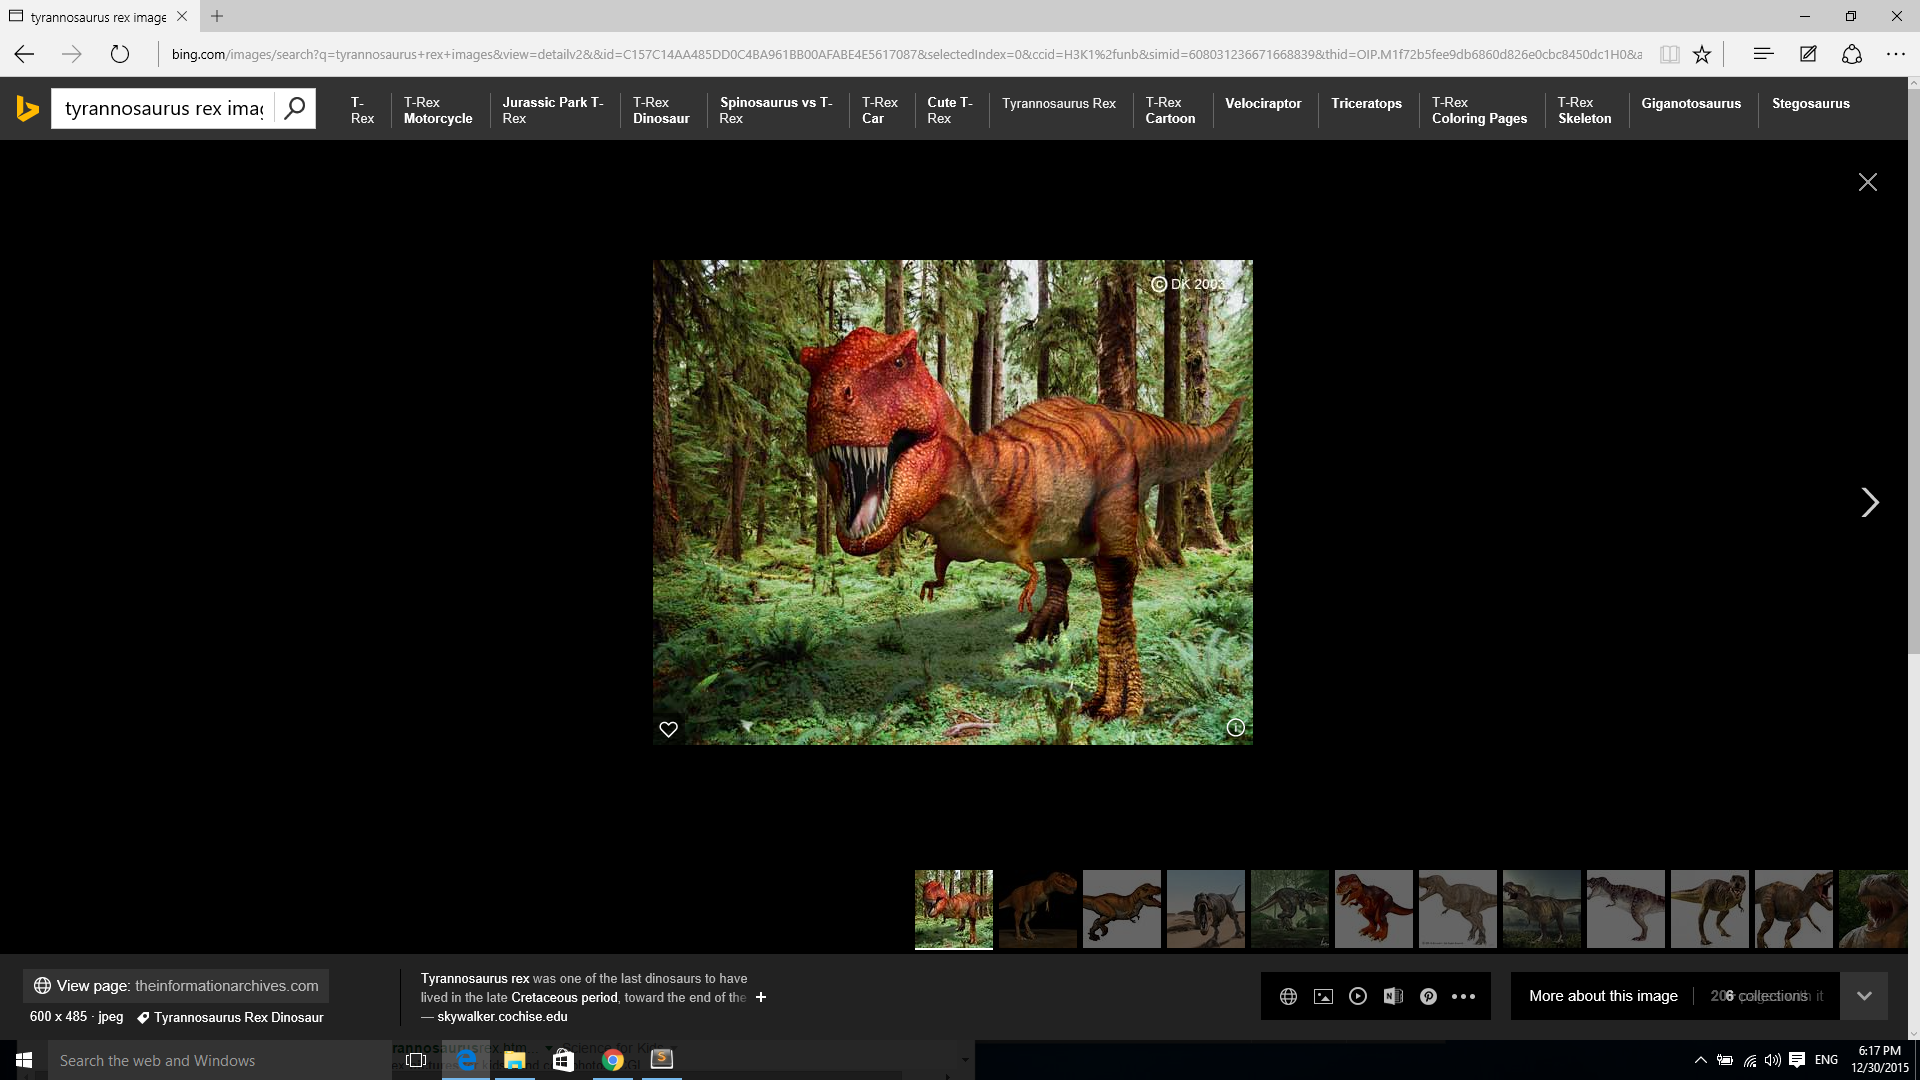 tyrannosaurus rex image
bing.com/images/search?q=tyrannosaurus+rex+images&view=detailv2&&id=C157C14AA485DD0C4BA961BB00AFABE4E5617087&selectedIndex=0&ccid=H3K1%2funb&simid=608031236671668839&thid=OIP.M1f72b5fee9db6860d826e0cbc8450dc1H0&a
tyrannosaurus rex imag
T-
Rex
T-Rex
Motorcycle
Jurassic Park T-
Rex
T-Rex
Dinosaur
Spinosaurus vs T-
Rex
T-Rex
Car
Cute T-
Rex
Tyrannosaurus Rex
T-Rex
Cartoon
Velociraptor
Triceratops
T-Rex
Coloring Pages
T-Rex
Skeleton
Giganotosaurus
Stegosaurus
© DK 2003
View page: theinformationarchives.com
600 x 485 · jpeg
Tyrannosaurus Rex Dinosaur
Tyrannosaurus rex was one of the last dinosaurs to have
lived in the late Cretaceous period, toward the end of the
— skywalker.cochise.edu
More about this image
collections
Search the web and Windows
Science for Kids
ENG
6:17 PM
12/30/2015